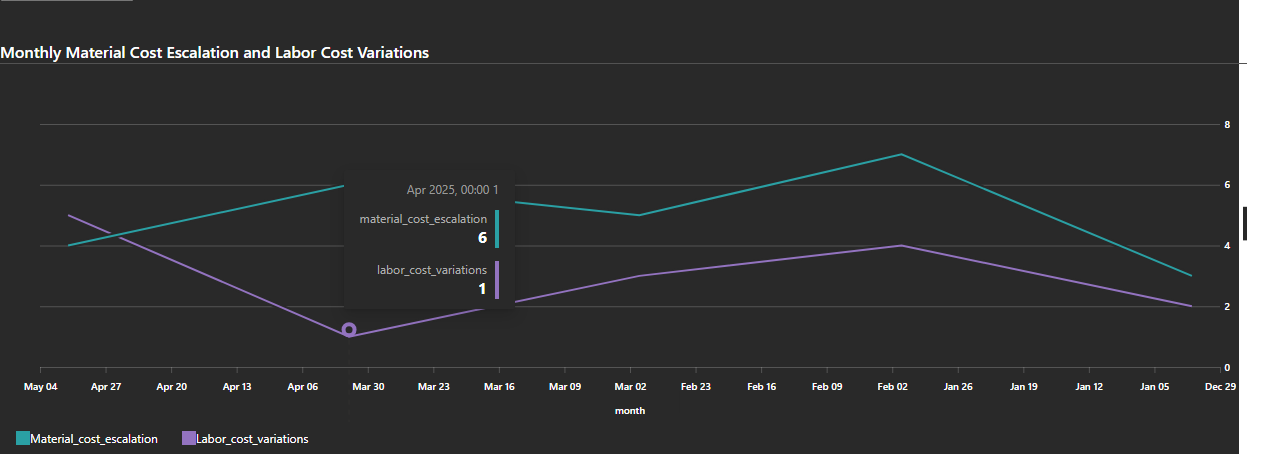 Monthly Material Cost Escalation and Labor Cost Variations
8
6
4
2
0
Apr 2025, 00:00 1
material_cost_escalation
6
labor_cost_variations
1
May 04 Apr 27 Apr 20 Apr 13 Apr 06 Mar 30 Mar 23 Mar 16 Mar 09 Mar 02 Feb 23 Feb 16 Feb 09 Feb 02 Jan 26 Jan 19 Jan 12 Jan 05 Dec 29
month
Material_cost_escalation Labor_cost_variations